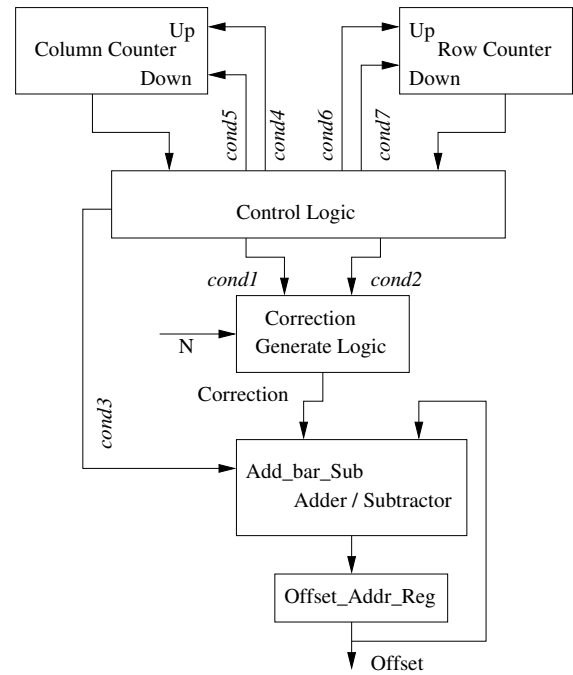 Up
Column Counter
Down
Up
Row Counter
Down
cond5
cond4
cond6
cond7
Control Logic
cond1
cond2
Correction
Generate Logic
N
Correction
cond3
Add_bar_Sub
Adder / Subtractor
Offset_Addr_Reg
Offset